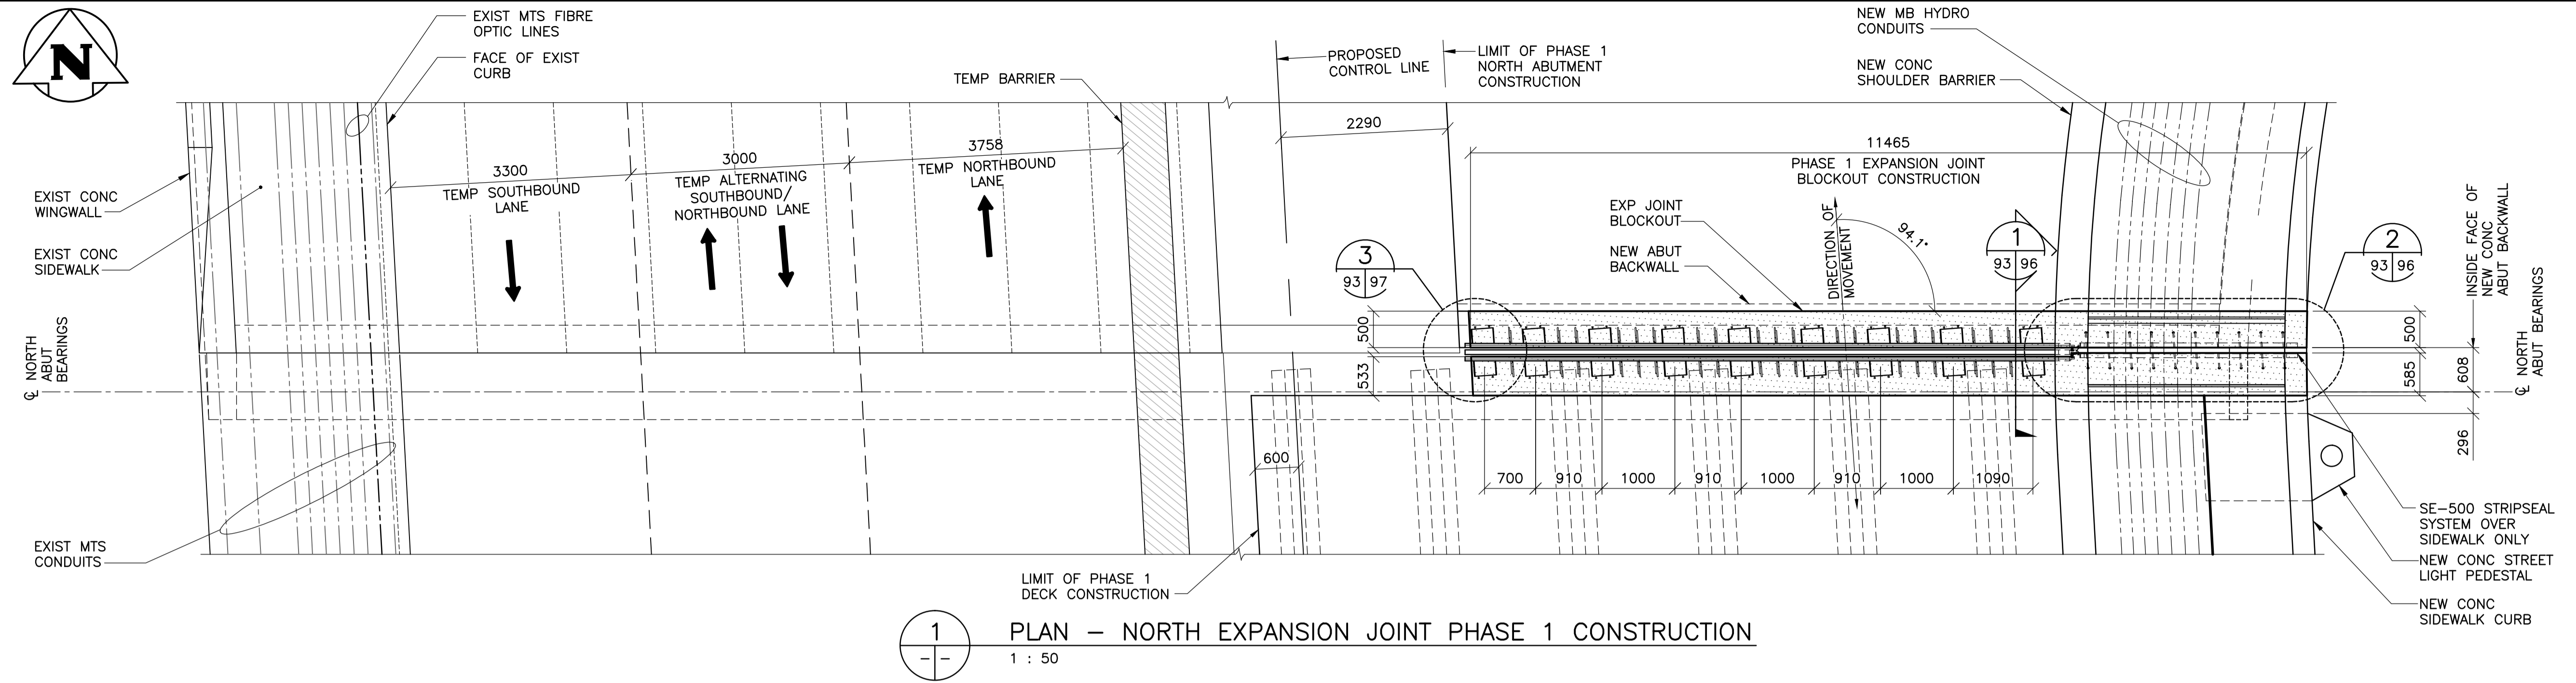 N
EXIST MTS FIBRE
OPTIC LINES
FACE OF EXIST
CURB
TEMP BARRIER
PROPOSED
CONTROL LINE
LIMIT OF PHASE 1
NORTH ABUTMENT
CONSTRUCTION
NEW MB HYDRO
CONDUITS
NEW CONC
SHOULDER BARRIER
2290
11465
PHASE 1 EXPANSION JOINT
BLOCKOUT CONSTRUCTION
3300
TEMP SOUTHBOUND
LANE
3000
TEMP ALTERNATING
SOUTHBOUND/
NORTHBOUND LANE
3758
TEMP NORTHBOUND
LANE
EXIST CONC
WINGWALL
EXIST CONC
SIDEWALK
EXP JOINT
BLOCKOUT
NEW ABUT
BACKWALL
DIRECTION OF
MOVEMENT
94.1°
1
93 96
2
93 96
3
93 97
INSIDE FACE OF
NEW CONC
ABUT BACKWALL
℄ NORTH
ABUT
BEARINGS
℄ NORTH
ABUT BEARINGS
500
533
500
585
608
296
600
700
910
1000
910
1000
910
1000
1090
EXIST MTS
CONDUITS
LIMIT OF PHASE 1
DECK CONSTRUCTION
SE-500 STRIPSEAL
SYSTEM OVER
SIDEWALK ONLY
NEW CONC STREET
LIGHT PEDESTAL
NEW CONC
SIDEWALK CURB
1
- -
PLAN - NORTH EXPANSION JOINT PHASE 1 CONSTRUCTION
1 : 50